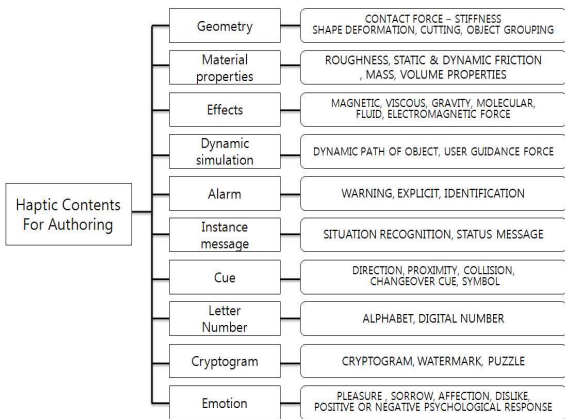 Haptic Contents
For Authoring
Geometry
CONTACT FORCE – STIFFNESS
SHAPE DEFORMATION, CUTTING, OBJECT GROUPING
Material
properties
ROUGHNESS, STATIC & DYNAMIC FRICTION
, MASS, VOLUME PROPERTIES
Effects
MAGNETIC, VISCOUS, GRAVITY, MOLECULAR,
FLUID, ELECTROMAGNETIC FORCE
Dynamic
simulation
DYNAMIC PATH OF OBJECT, USER GUIDANCE FORCE
Alarm
WARNING, EXPLICIT, IDENTIFICATION
Instance
message
SITUATION RECOGNITION, STATUS MESSAGE
Cue
DIRECTION, PROXIMITY, COLLISION,
CHANGEOVER CUE, SYMBOL
Letter
Number
ALPHABET, DIGITAL NUMBER
Cryptogram
CRYPTOGRAM, WATERMARK, PUZZLE
Emotion
PLEASURE , SORROW, AFFECTION, DISLIKE,
POSITIVE OR NEGATIVE PSYCHOLOGICAL RESPONSE